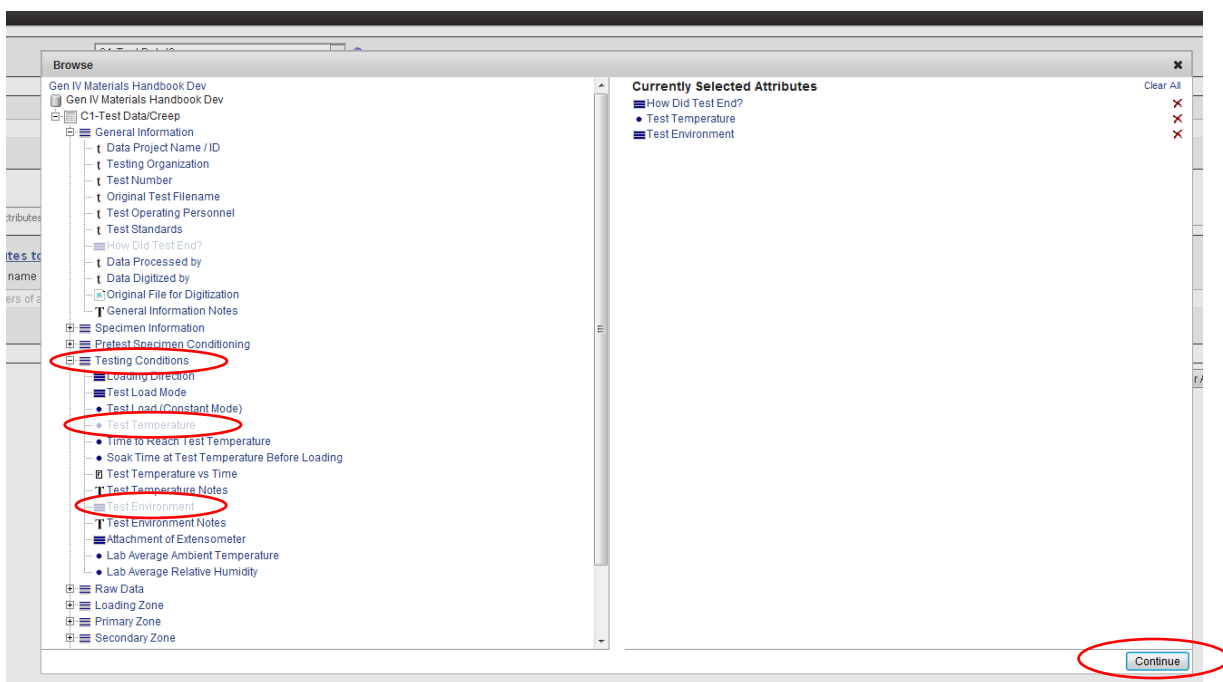 Browse
Gen IV Materials Handbook Dev
Gen IV Materials Handbook Dev
C1-Test Data/Creep
General Information
t Data Project Name / ID
t Testing Organization
t Test Number
t Original Test Filename
t Test Operating Personnel
t Test Standards
How Did Test End?
t Data Processed by
t Data Digitized by
Original File for Digitization
T General Information Notes
Specimen Information
Pretest Specimen Conditioning
Testing Conditions
Loading Direction
Test Load Mode
Test Load (Constant Mode)
Test Temperature
Time to Reach Test Temperature
Soak Time at Test Temperature Before Loading
Test Temperature vs Time
T Test Temperature Notes
Test Environment
T Test Environment Notes
Attachment of Extensometer
Lab Average Ambient Temperature
Lab Average Relative Humidity
Raw Data
Loading Zone
Primary Zone
Secondary Zone
Currently Selected Attributes Clear All
How Did Test End?
Test Temperature
Test Environment
Continue
name